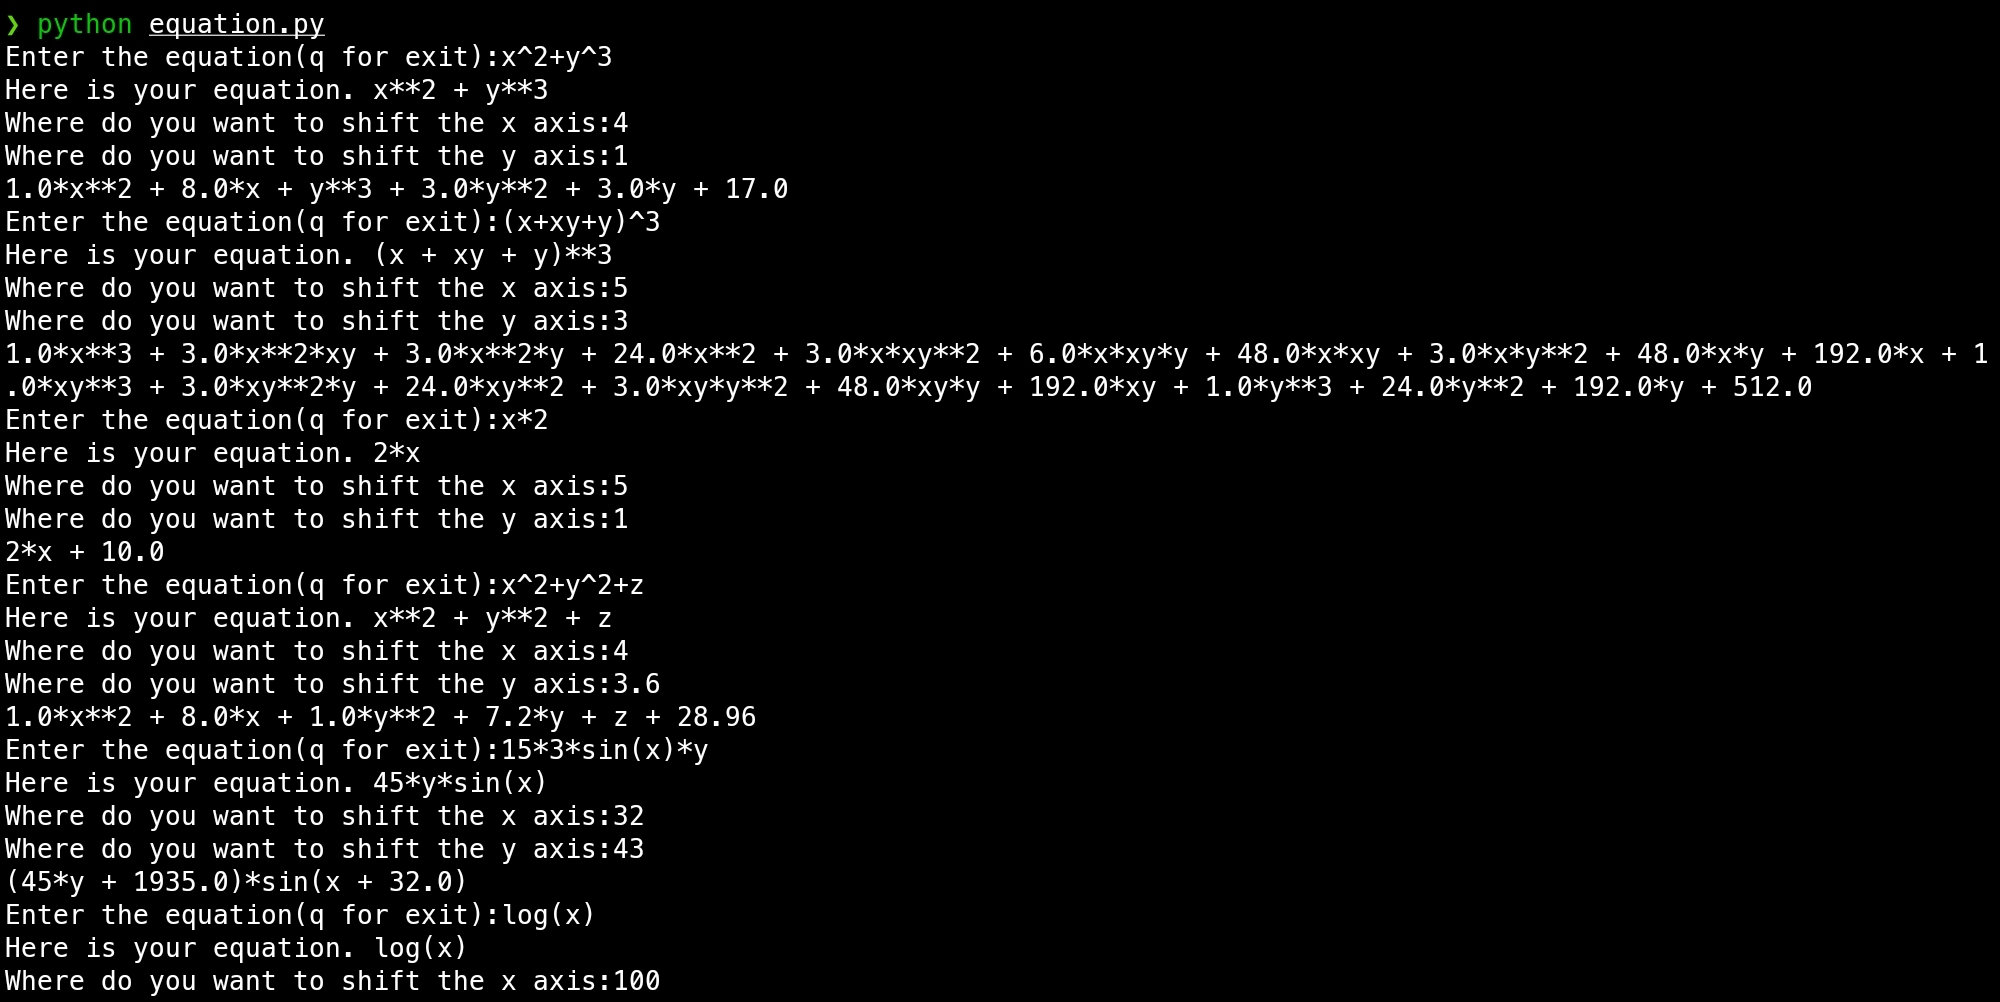 ❯ python equation.py
Enter the equation(q for exit):x^2+y^3
Here is your equation. x**2 + y**3
Where do you want to shift the x axis:4
Where do you want to shift the y axis:1
1.0*x**2 + 8.0*x + y**3 + 3.0*y**2 + 3.0*y + 17.0
Enter the equation(q for exit):(x+xy+y)^3
Here is your equation. (x + xy + y)**3
Where do you want to shift the x axis:5
Where do you want to shift the y axis:3
1.0*x**3 + 3.0*x**2*xy + 3.0*x**2*y + 24.0*x**2 + 3.0*x*xy**2 + 6.0*x*xy*y + 48.0*x*xy + 3.0*x*y**2 + 48.0*x*y + 192.0*x + 1
.0*xy**3 + 3.0*xy**2*y + 24.0*xy**2 + 3.0*xy*y**2 + 48.0*xy*y + 192.0*xy + 1.0*y**3 + 24.0*y**2 + 192.0*y + 512.0
Enter the equation(q for exit):x*2
Here is your equation. 2*x
Where do you want to shift the x axis:5
Where do you want to shift the y axis:1
2*x + 10.0
Enter the equation(q for exit):x^2+y^2+z
Here is your equation. x**2 + y**2 + z
Where do you want to shift the x axis:4
Where do you want to shift the y axis:3.6
1.0*x**2 + 8.0*x + 1.0*y**2 + 7.2*y + z + 28.96
Enter the equation(q for exit):15*3*sin(x)*y
Here is your equation. 45*y*sin(x)
Where do you want to shift the x axis:32
Where do you want to shift the y axis:43
(45*y + 1935.0)*sin(x + 32.0)
Enter the equation(q for exit):log(x)
Here is your equation. log(x)
Where do you want to shift the x axis:100